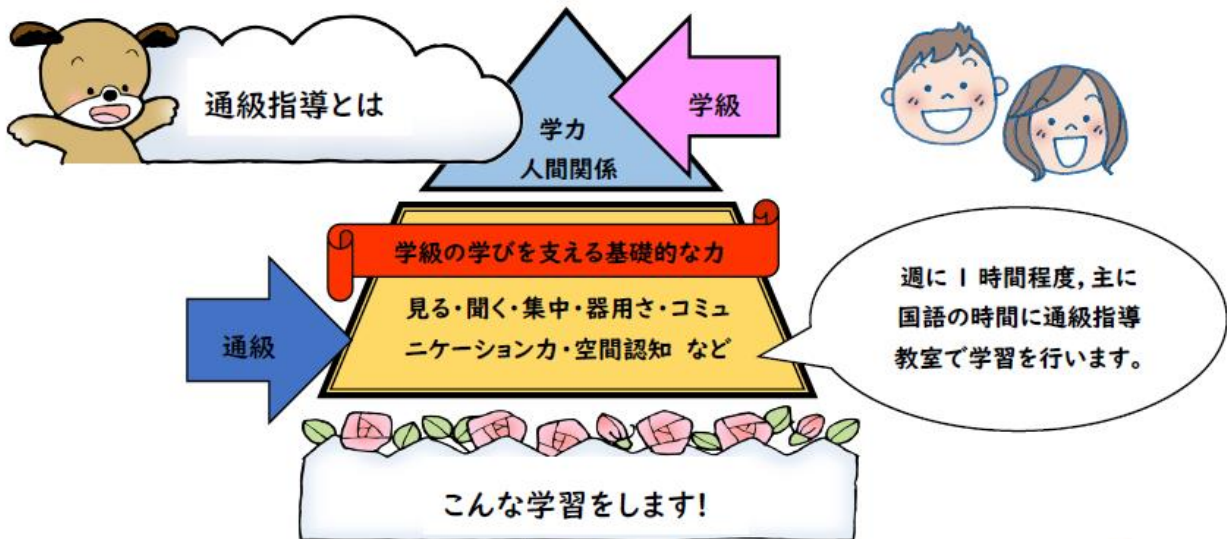 通級指導とは
学級
学力
人間関係
学級の学びを支える基礎的な力
通級
見る・聞く・集中・器用さ・コミュ
ニケーション力・空間認知 など
週に1時間程度,主に
国語の時間に通級指導
教室で学習を行います。
こんな学習をします!